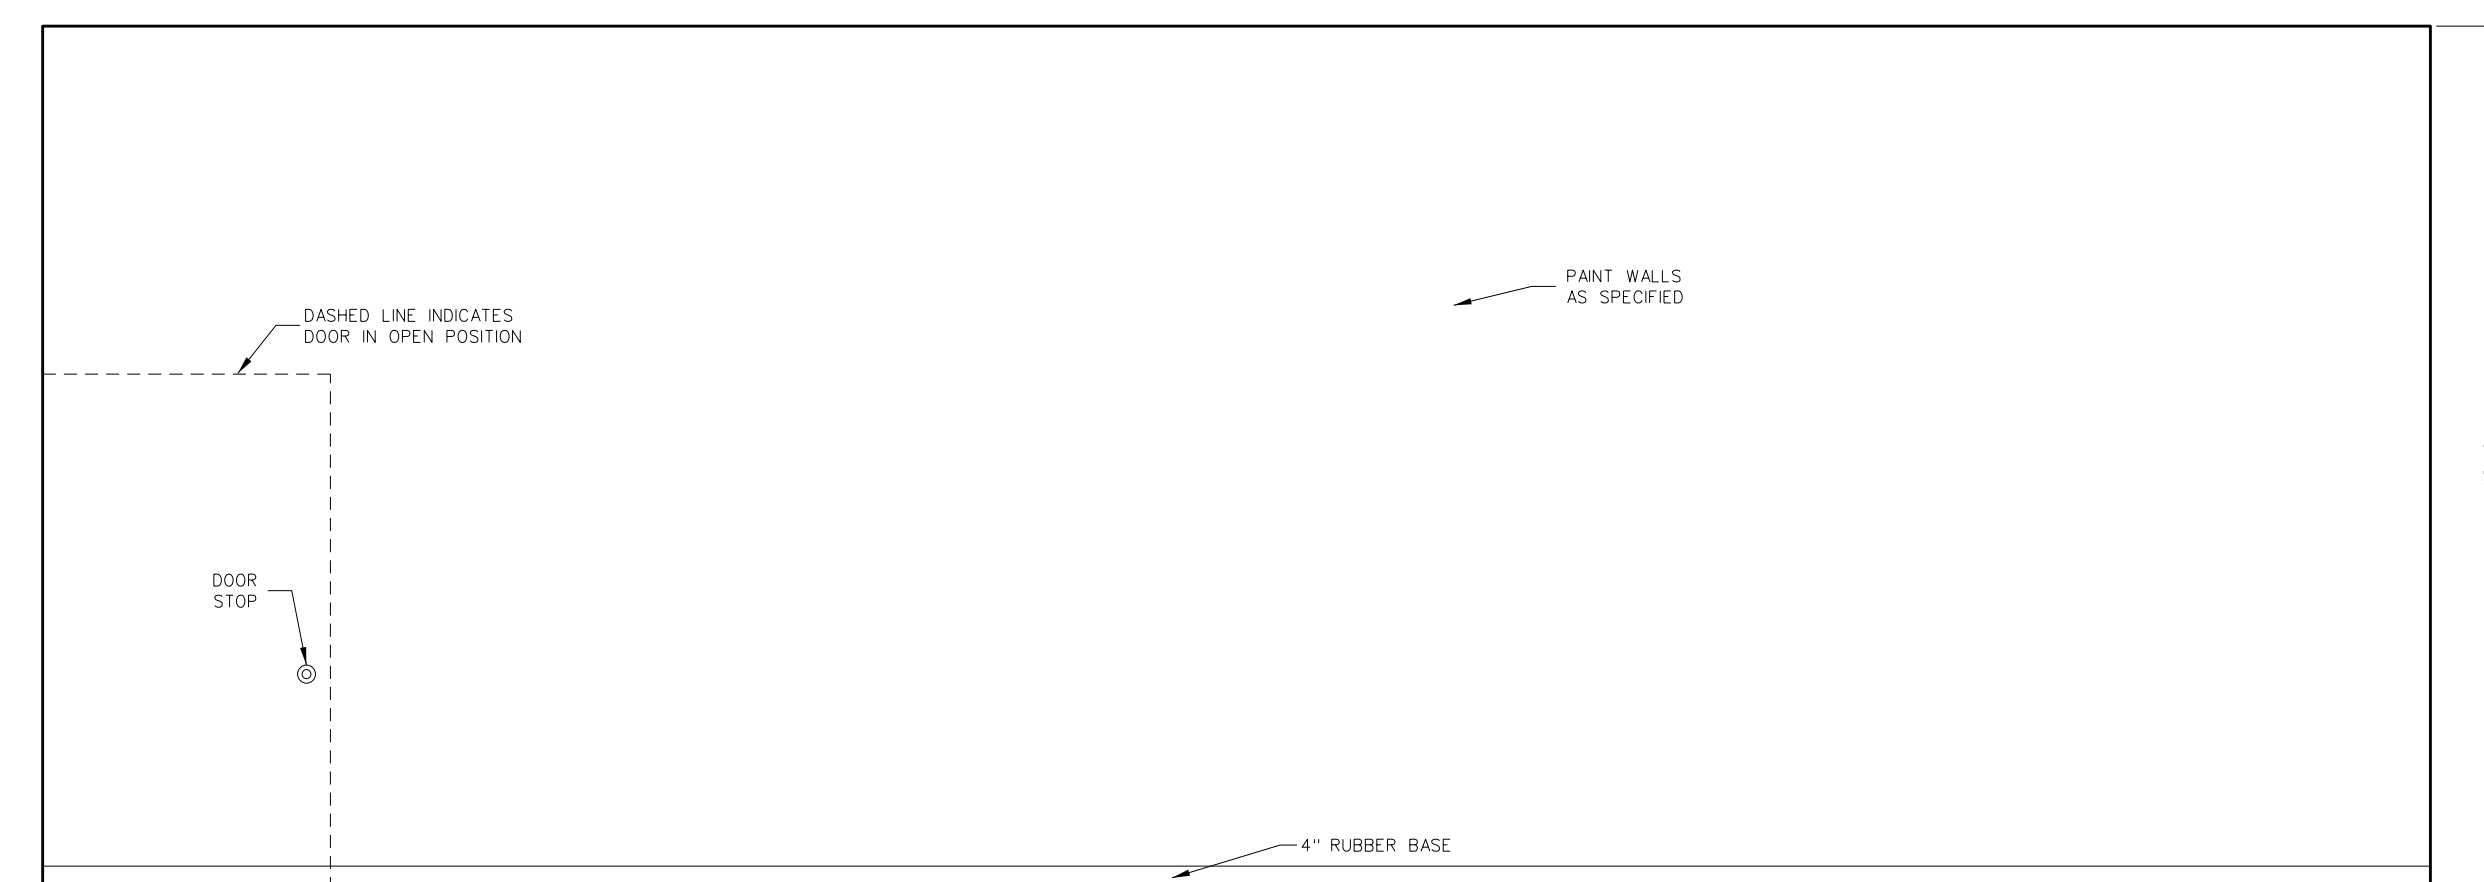 PAINT WALLS
AS SPECIFIED
DASHED LINE INDICATES
DOOR IN OPEN POSITION
DOOR
STOP
4" RUBBER BASE